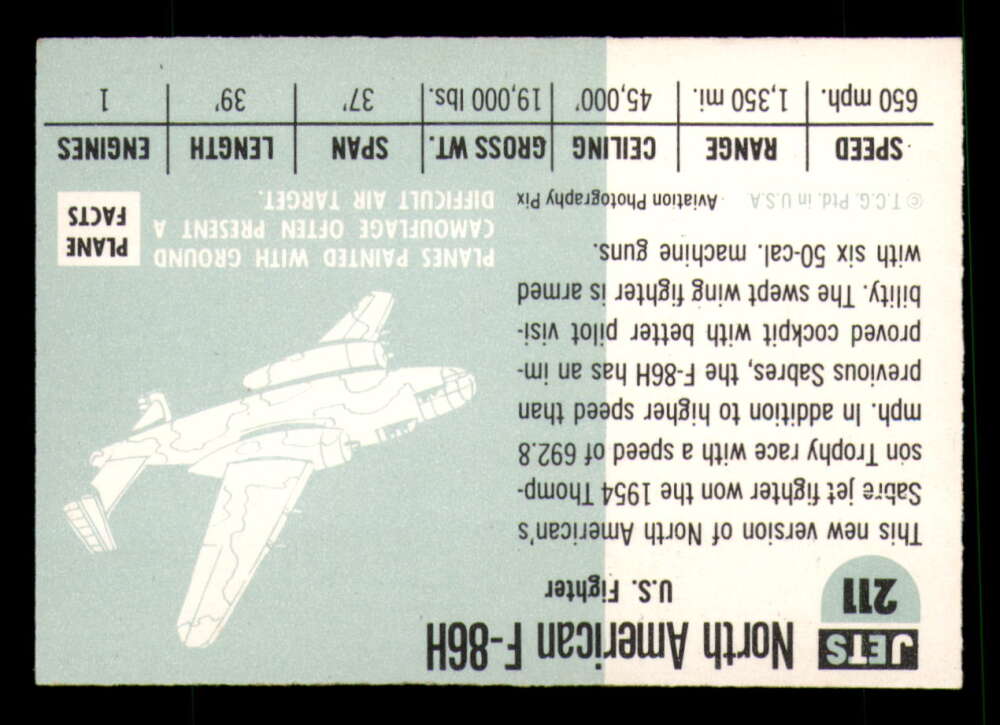 JETS
211
North American F-86H
U.S. Fighter
This new version of North American's
Sabre jet fighter won the 1954 Thomp-
son Trophy race with a speed of 692.8
mph. In addition to higher speed than
previous Sabres, the F-86H has an im-
proved cockpit with better pilot visi-
bility. The swept wing fighter is armed
with six 50-cal. machine guns.
© T.C.G. Ptd. in U.S.A Aviation Photography Pix
PLANE
FACTS
PLANES PAINTED WITH GROUND
CAMOUFLAGE OFTEN PRESENT A
DIFFICULT AIR TARGET.
SPEED RANGE CEILING GROSS WT. SPAN LENGTH ENGINES
650 mph. 1,350 mi. 45,000' 19,000 lbs. 37' 39' 1